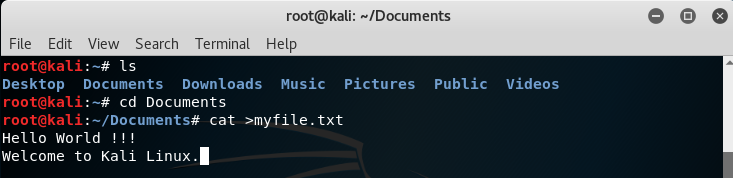 root@kali: ~/Documents
File Edit View Search Terminal Help
root@kali:~# ls
Desktop Documents Downloads Music Pictures Public Videos
root@kali:~# cd Documents
root@kali:~/Documents# cat >myfile.txt
Hello World !!!
Welcome to Kali Linux.